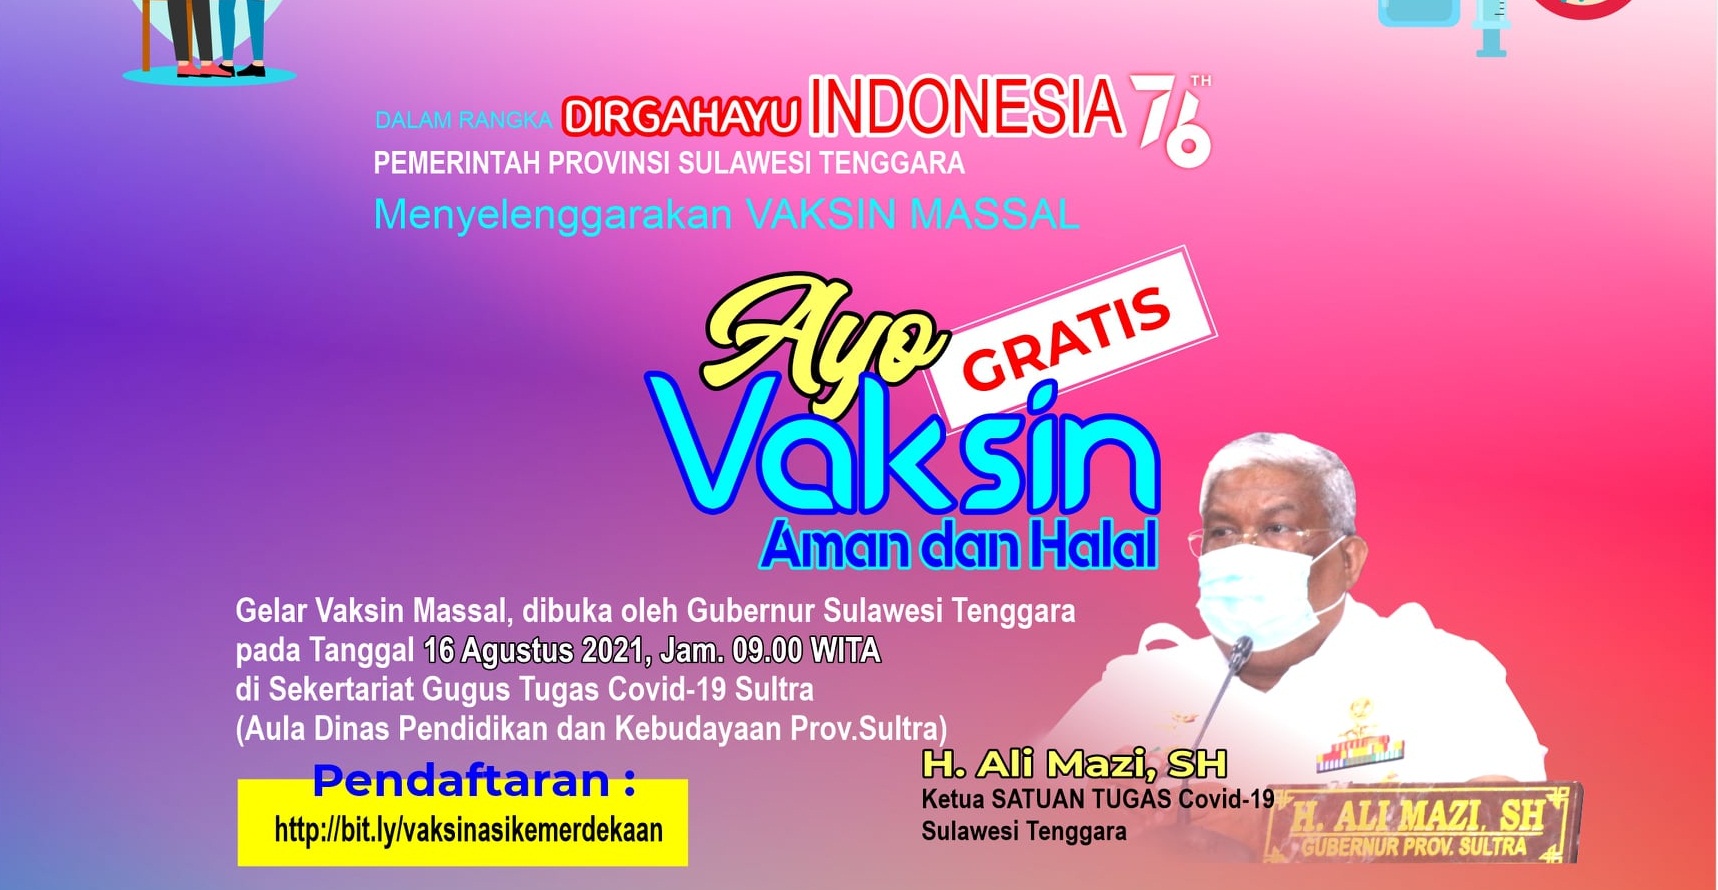 DALAM RANGKA DIRGAHAYU INDONESIA 76 TH
PEMERINTAH PROVINSI SULAWESI TENGGARA
Menyelenggarakan VAKSIN MASSAL
Ayo
GRATIS
Vaksin
Aman dan Halal
Gelar Vaksin Massal, dibuka oleh Gubernur Sulawesi Tenggara
pada Tanggal 16 Agustus 2021, Jam. 09.00 WITA
di Sekertariat Gugus Tugas Covid-19 Sultra
(Aula Dinas Pendidikan dan Kebudayaan Prov.Sultra)
Pendaftaran :
http://bit.ly/vaksinasikemerdekaan
H. Ali Mazi, SH
Ketua SATUAN TUGAS Covid-19
Sulawesi Tenggara
H. ALI MAZI, SH
GUBERNUR PROV. SULTRA